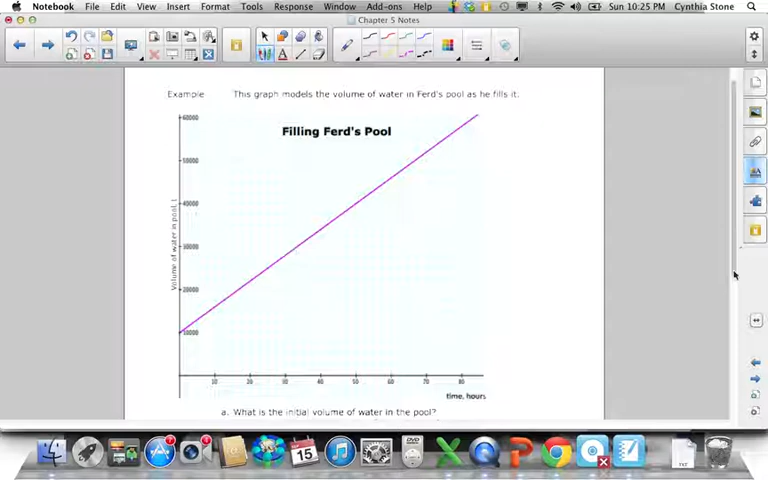 Notebook File Edit View Insert Format Tools Response Window Add-ons Help Sun 10:25 PM Cynthia Stone
Chapter 5 Notes
Example This graph models the volume of water in Ferd's pool as he fills it.
Filling Ferd's Pool
60000
50000
40000
30000
20000
10000
Volume of water in pool, L
10 20 30 40 50 60 70 80
time, hours
a. What is the initial volume of water in the pool?
7
SEP
15
TXT